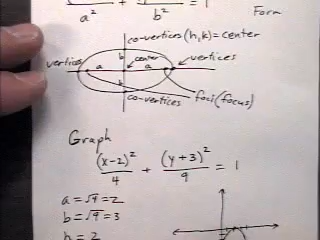 a² + b² = 1
Form
co-vertices (h,k)=center
vertices
center
vertices
b
a
a
b
co-vertices
foci (focus)
Graph
(x-2)²/4 + (y+3)²/9 = 1
a = √4 = 2
b = √9 = 3
h = 2